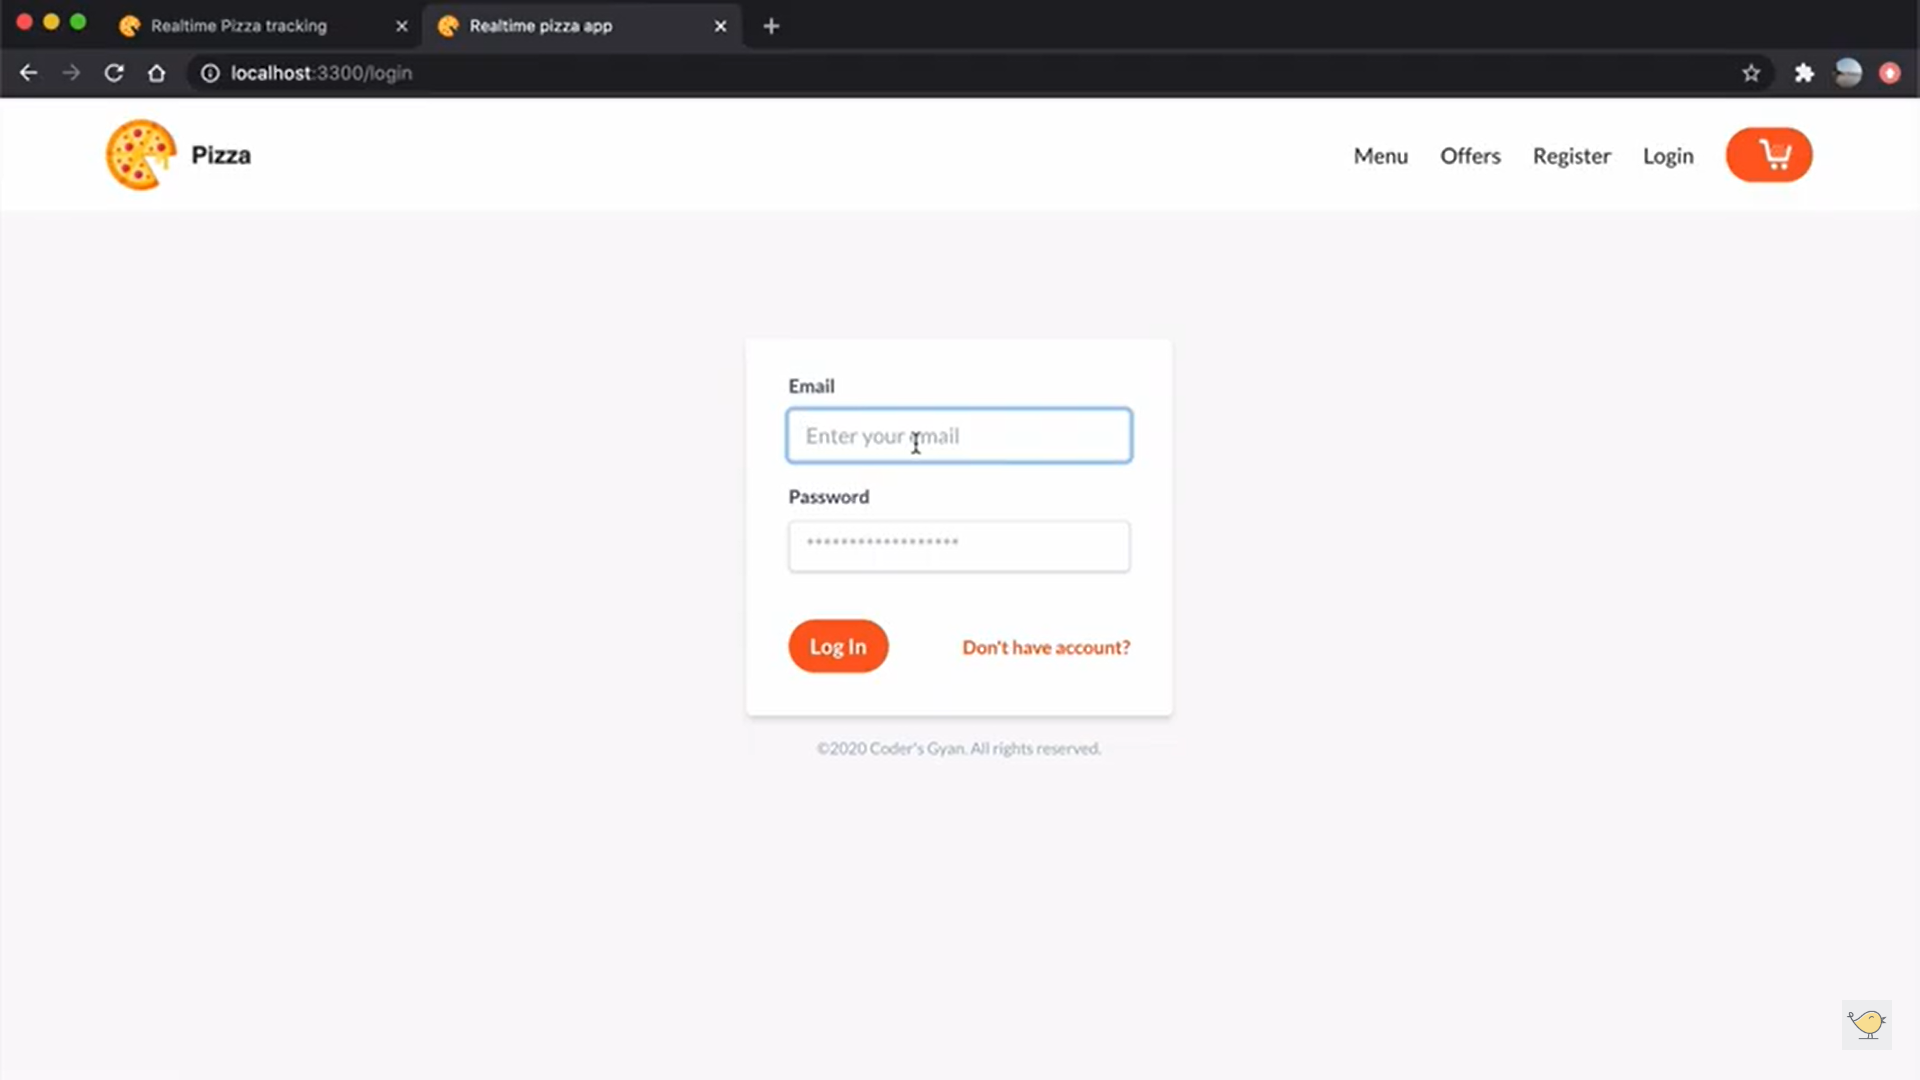 Realtime Pizza tracking
Realtime pizza app
localhost:3300/login
Pizza
Menu
Offers
Register
Login
Email
Enter your email
Password
******************
Log In
Don't have account?
©2020 Coder's Gyan. All rights reserved.